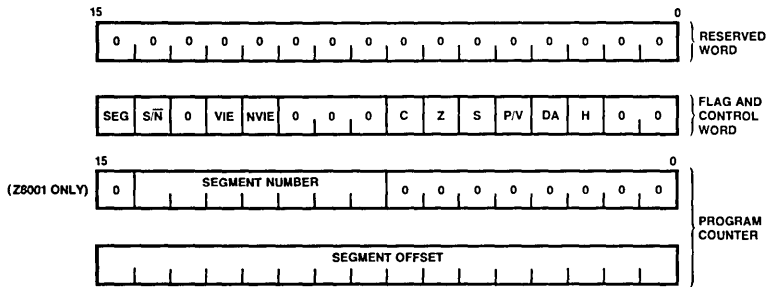 15 0
0 0 0 0 0 0 0 0 0 0 0 0 0 0 0 0
RESERVED
WORD
SEG S/N̅ 0 VIE NVIE 0 0 0 C Z S P/V DA H 0 0
FLAG AND
CONTROL
WORD
15 0
(Z8001 ONLY) 0 SEGMENT NUMBER 0 0 0 0 0 0 0 0
PROGRAM
COUNTER
SEGMENT OFFSET